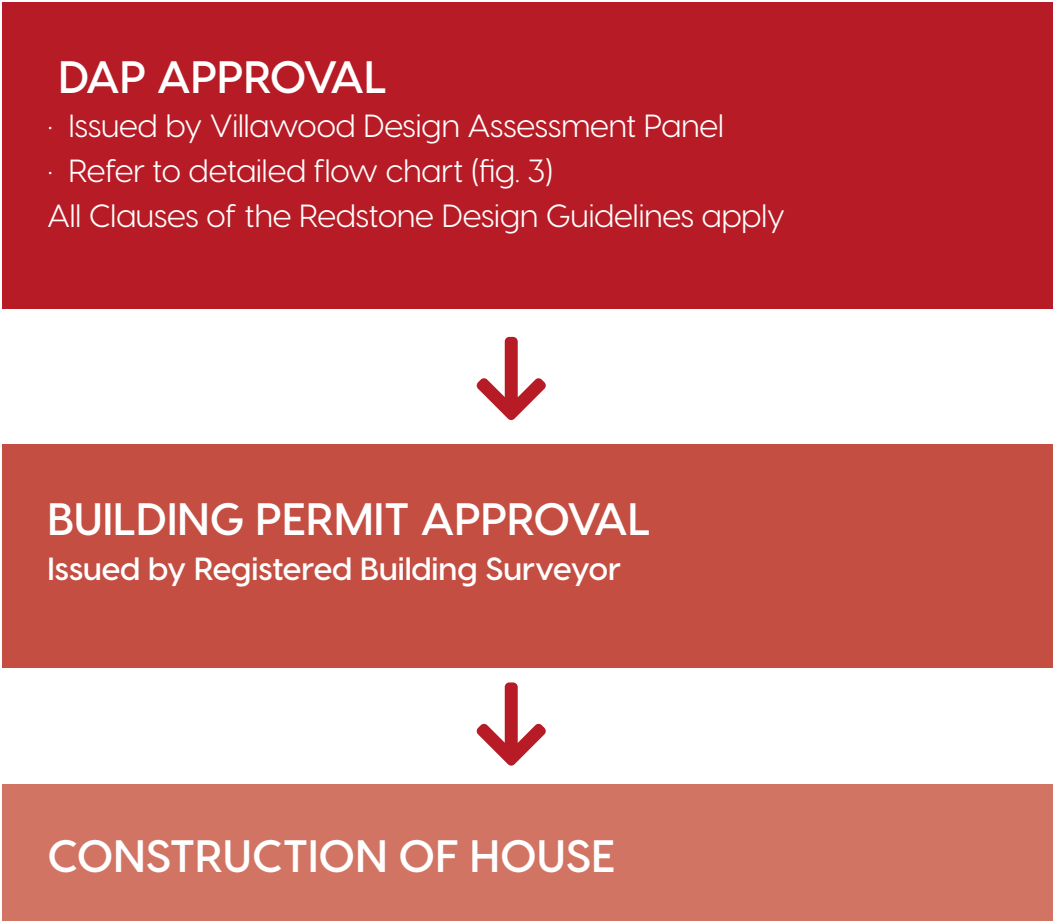 DAP APPROVAL
· Issued by Villawood Design Assessment Panel
· Refer to detailed flow chart (fig. 3)
All Clauses of the Redstone Design Guidelines apply
BUILDING PERMIT APPROVAL
Issued by Registered Building Surveyor
CONSTRUCTION OF HOUSE